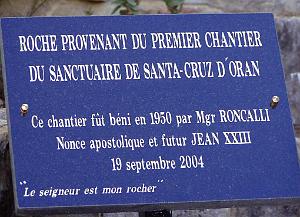 ROCHE PROVENANT DU PREMIER CHANTIER
DU SANCTUAIRE DE SANTA-CRUZ D'ORAN
Ce chantier fût béni en 1950 par Mgr RONCALLI
Nonce apostolique et futur JEAN XXIII
19 septembre 2004
"Le seigneur est mon rocher"